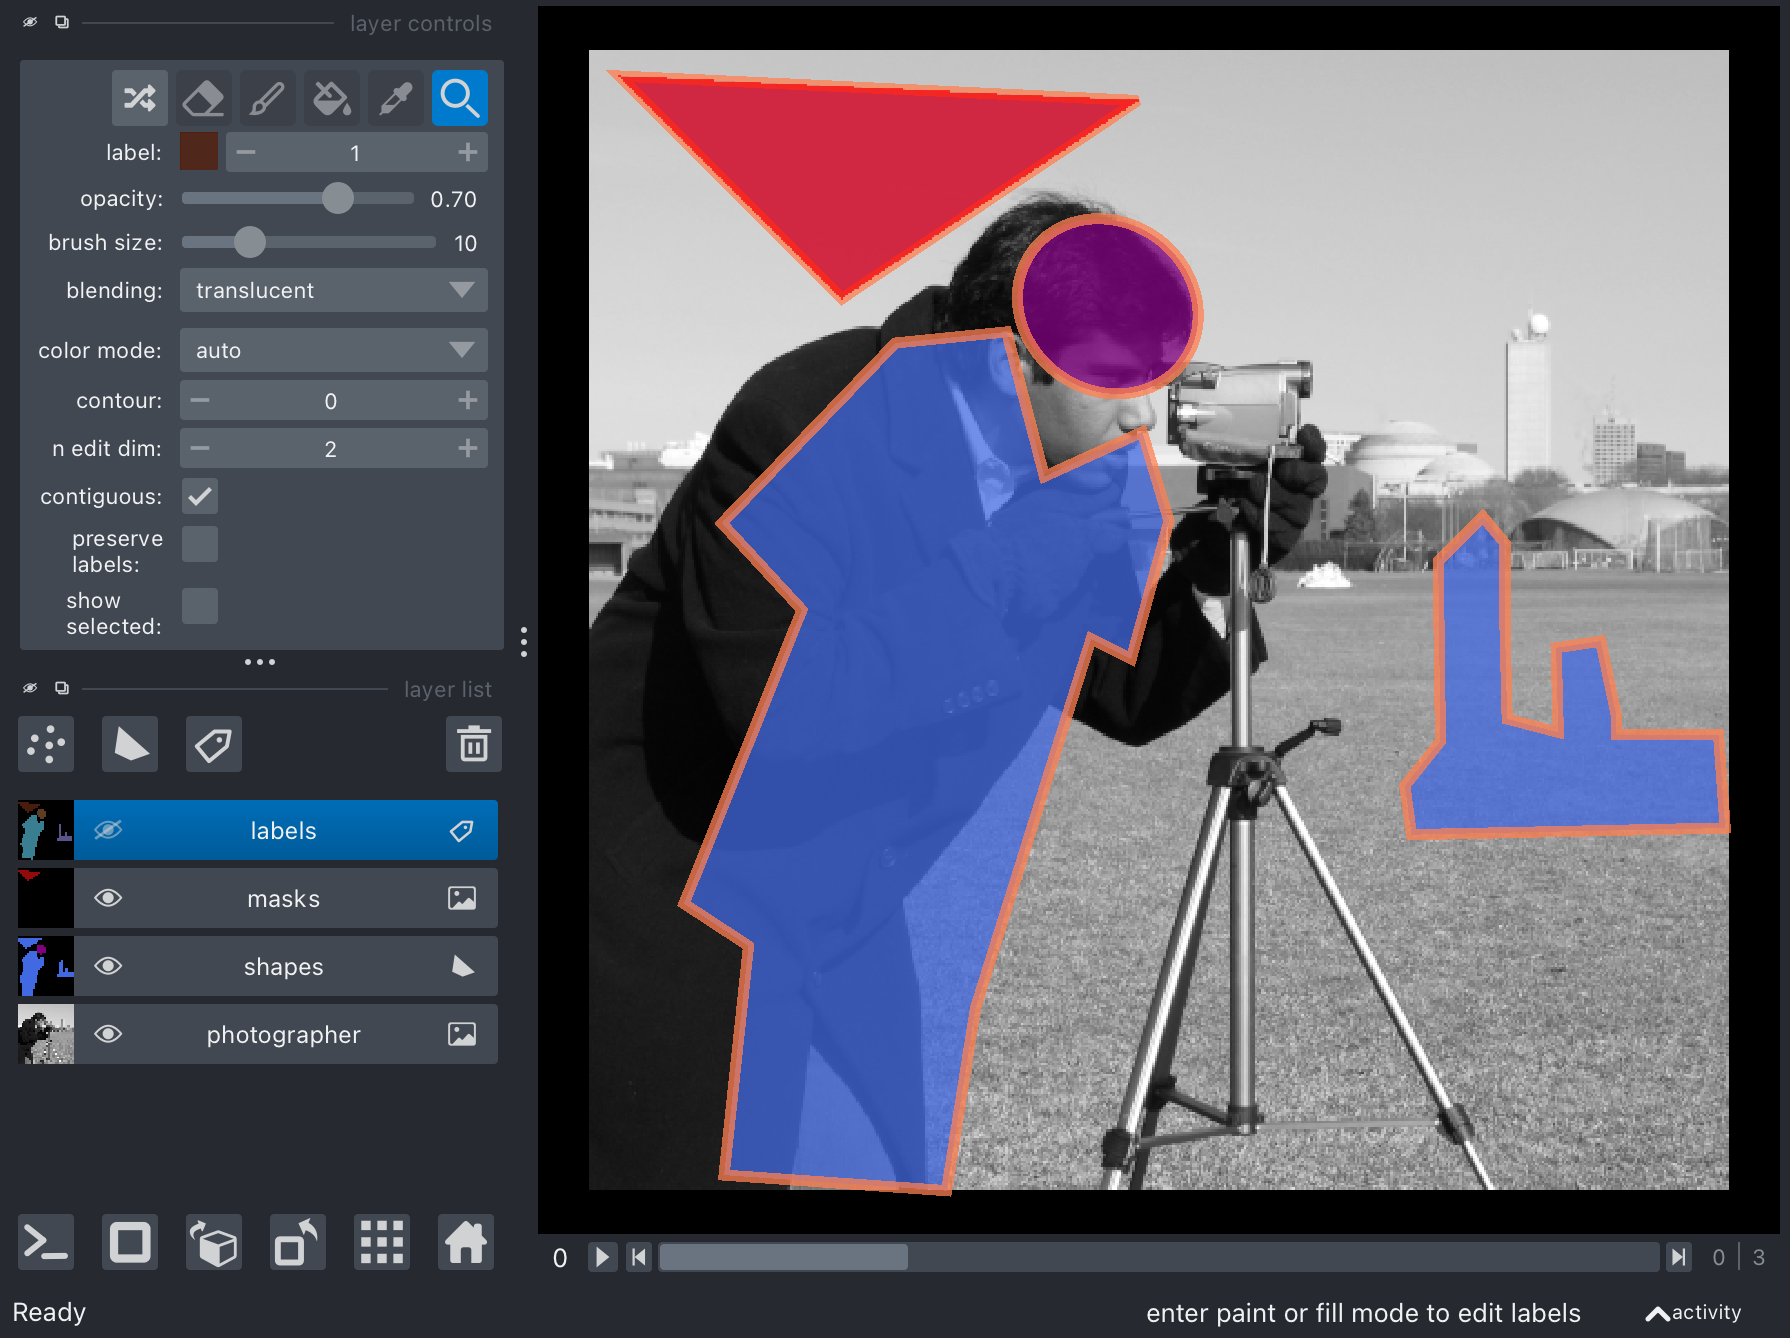 layer controls
label: 1
opacity: 0.70
brush size: 10
blending: translucent
color mode: auto
contour: 0
n edit dim: 2
contiguous:
preserve
labels:
show
selected:
layer list
labels
masks
shapes
photographer
0 0 3
Ready enter paint or fill mode to edit labels activity